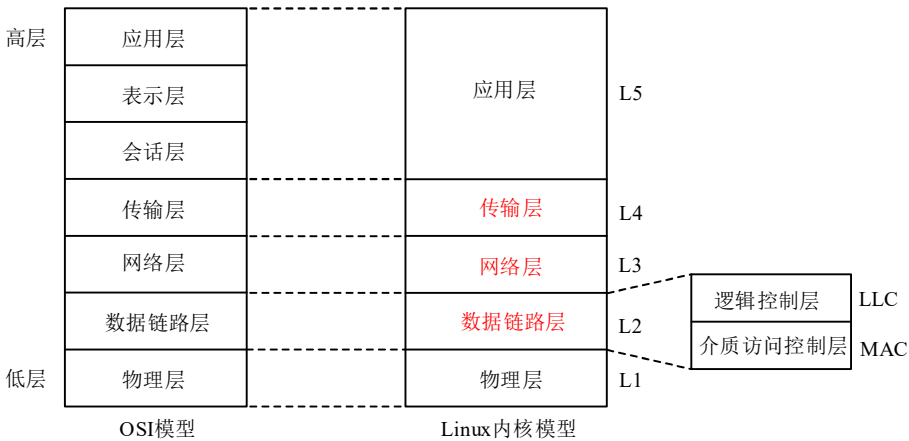 高层
应用层
表示层
会话层
传输层
网络层
数据链路层
低层
物理层
OSI模型
应用层
L5
传输层
L4
网络层
L3
数据链路层
L2
物理层
L1
Linux内核模型
逻辑控制层
LLC
介质访问控制层
MAC